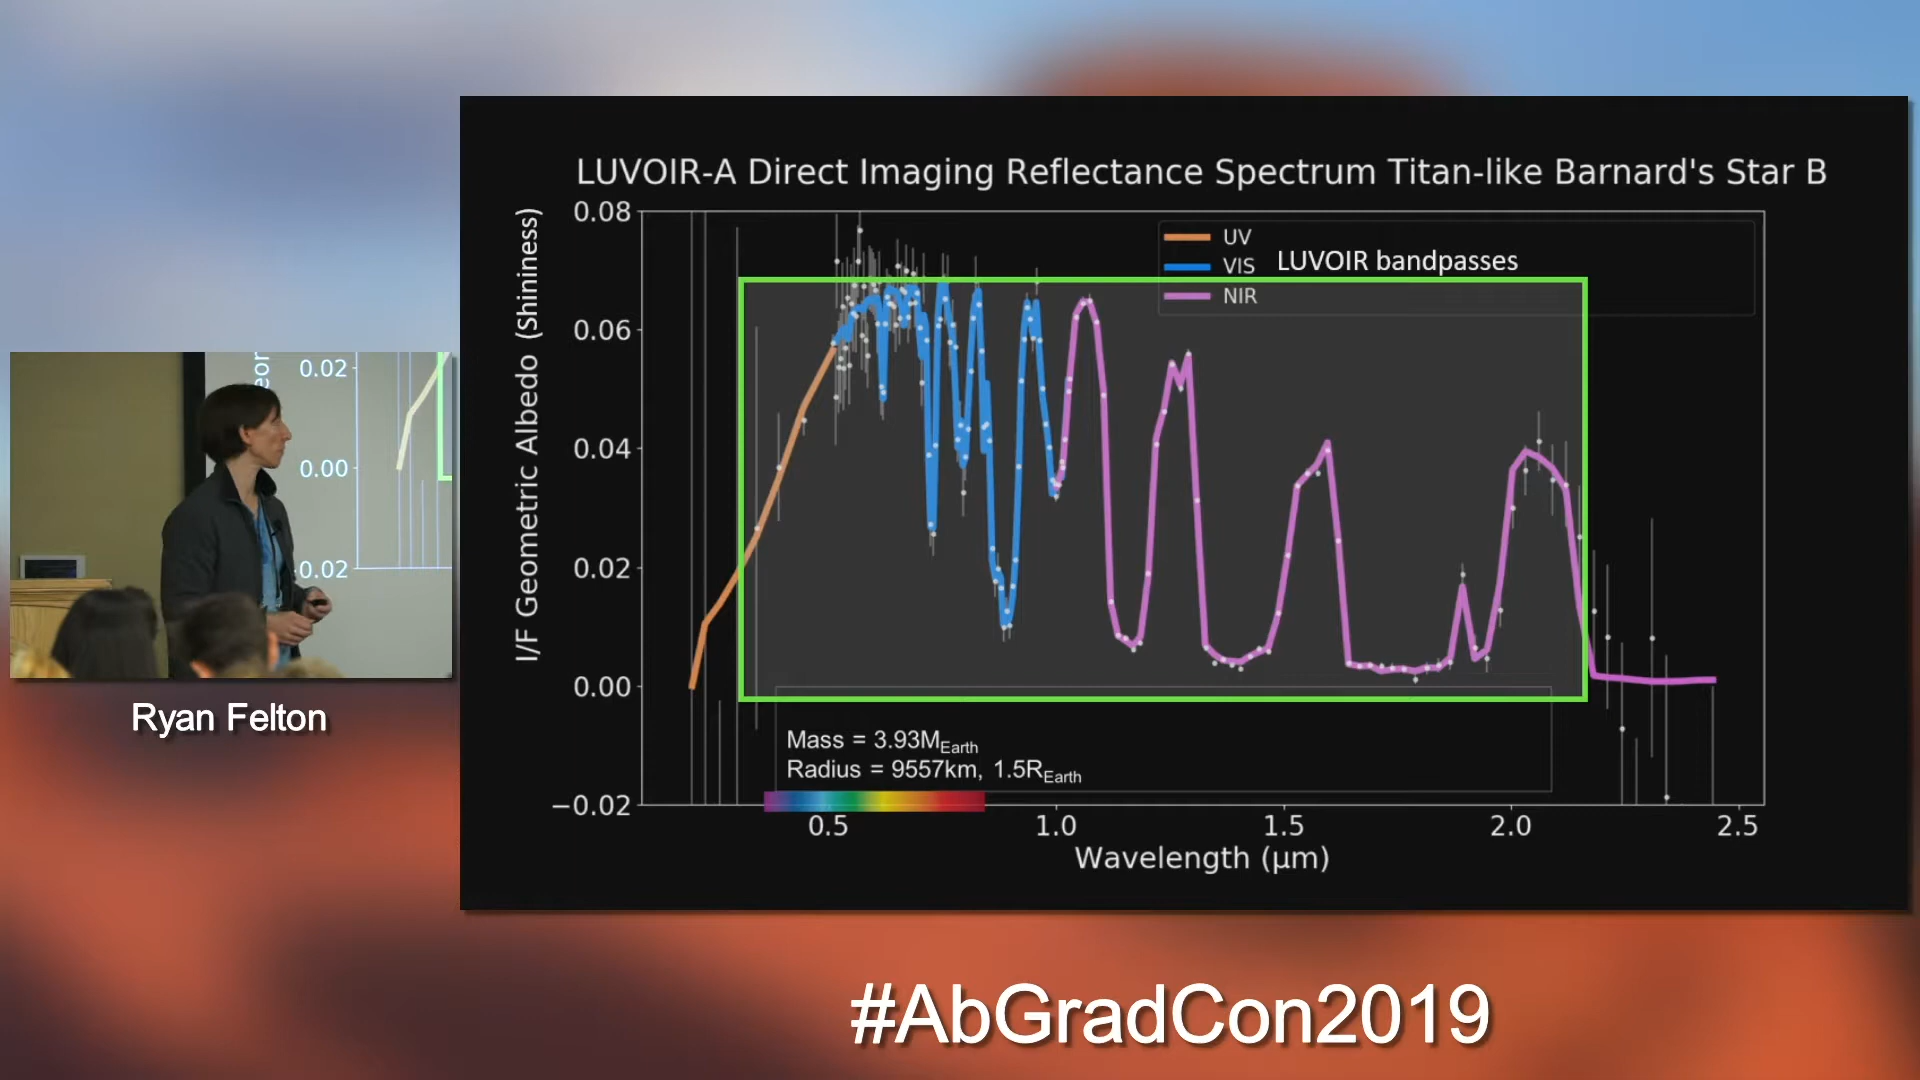 LUVOIR-A Direct Imaging Reflectance Spectrum Titan-like Barnard's Star B
I/F Geometric Albedo (Shininess)
0.08
0.06
0.04
0.02
0.00
−0.02
UV
VIS
NIR
LUVOIR bandpasses
Mass = 3.93MEarth
Radius = 9557km, 1.5REarth
0.5
1.0
1.5
2.0
2.5
Wavelength (μm)
eor
0.02
0.00
0.02
Ryan Felton
#AbGradCon2019